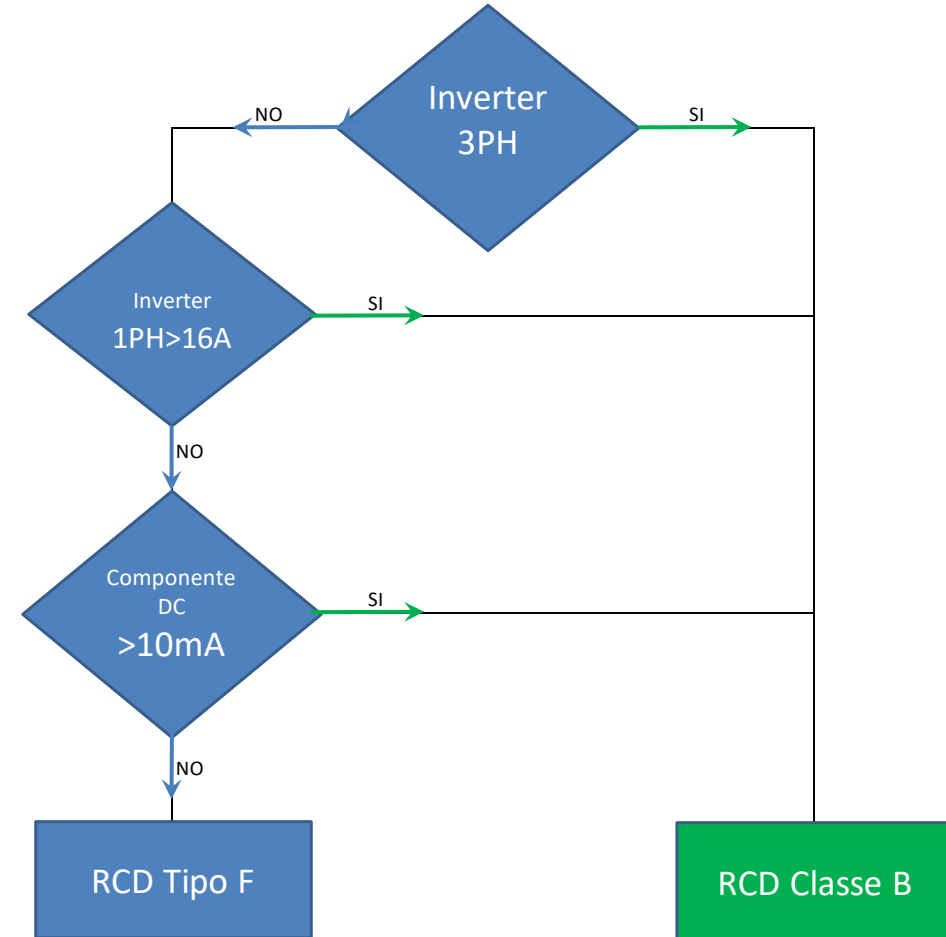 Inverter
3PH
NO
SI
Inverter
1PH>16A
SI
NO
Componente
DC
>10mA
SI
NO
RCD Tipo F
RCD Classe B